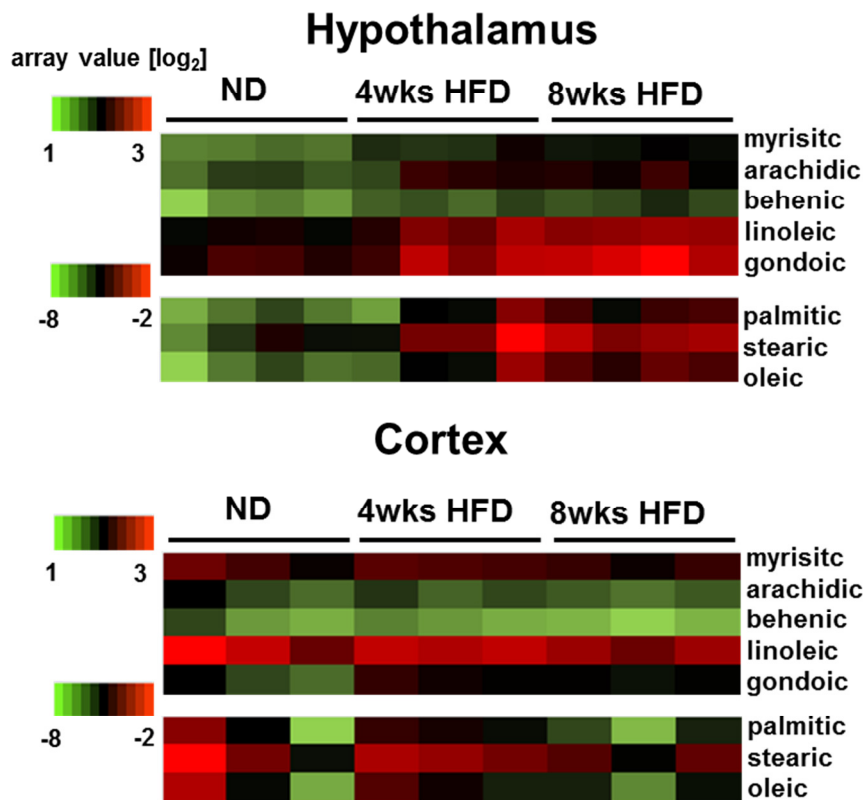 Hypothalamus
array value [log2]
ND 4wks HFD 8wks HFD
1 3
myrisitc
arachidic
behenic
linoleic
gondoic
-8 -2
palmitic
stearic
oleic
Cortex
ND 4wks HFD 8wks HFD
1 3
myrisitc
arachidic
behenic
linoleic
gondoic
-8 -2
palmitic
stearic
oleic